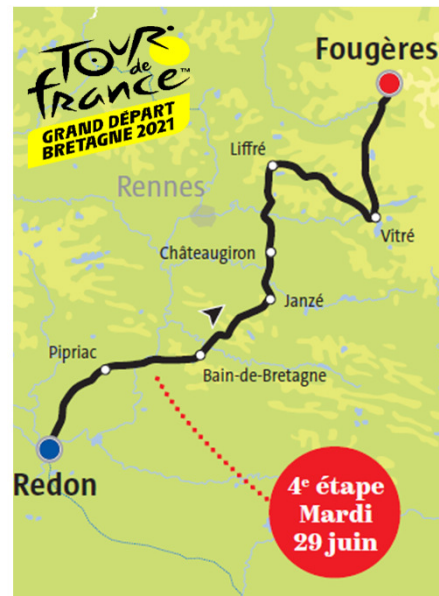 TOUR
de
france™
GRAND DÉPART
BRETAGNE 2021
Fougères
Liffré
Rennes
Vitré
Châteaugiron
Janzé
Pipriac
Bain-de-Bretagne
Redon
4e étape
Mardi
29 juin